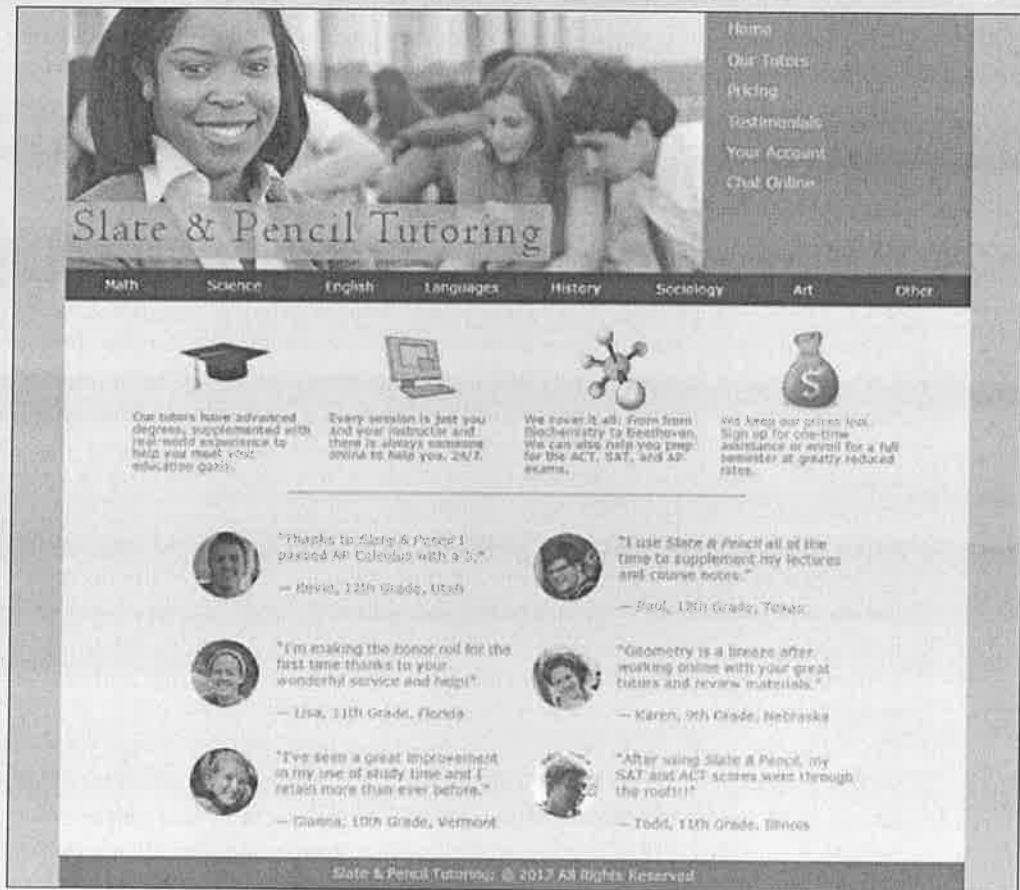 Home
Our Tutors
Pricing
Testimonials
Your Account
Chat Online
Slate & Pencil Tutoring
Math Science English Languages History Sociology Art Other
Our tutors have advanced
degrees, supplemented with
real-world experience to
help you meet your
education goals.
Every session is just you
And your instructor and
there is always someone
online to help you, 24/7.
We cover it all: From from
Biochemistry to Beethoven.
We can also help you prep
for the ACT, SAT, and AP
exams.
We keep our prices low.
Sign up for one-time
assistance or enroll for a full
semester at greatly reduced
rates.
"Thanks to Slate & Pencil I
passed AP Calculus with a 5."
— Kevin, 12th Grade, Utah
"I use Slate & Pencil all of the
time to supplement my lectures
and course notes."
— Paul, Grade, Texas
"I'm making the honor roll for the
first time thanks to your
wonderful service and help!"
— Lisa, 11th Grade, Florida
"Geometry is a breeze after
working online with your great
tutors and review materials."
— Karen, 9th Grade, Nebraska
"I've seen a great improvement
in my use of study time and I
retain more than ever before."
— Gianna, 10th Grade, Vermont
"After using Slate & Pencil, my
SAT and ACT scores went through
the roof!!!"
— Todd, 11th Grade, Illinois
Slate & Pencil Tutoring © 2017 All Rights Reserved